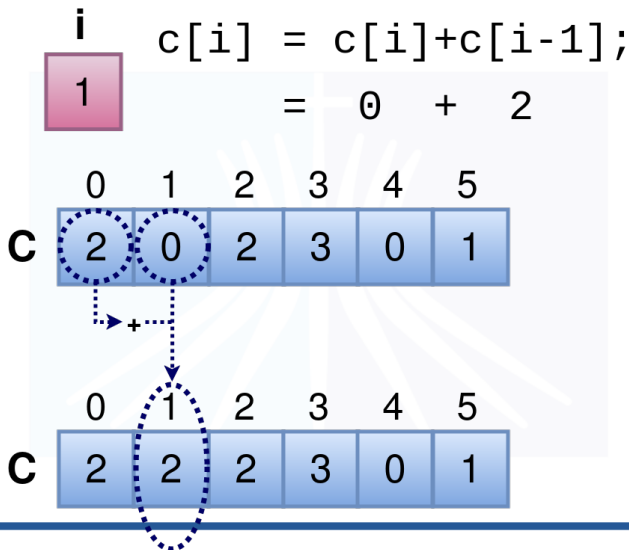 i
c[i] = c[i]+c[i-1];
1
= 0 + 2
0 1 2 3 4 5
C 2 0 2 3 0 1
+
0 1 2 3 4 5
C 2 2 2 3 0 1